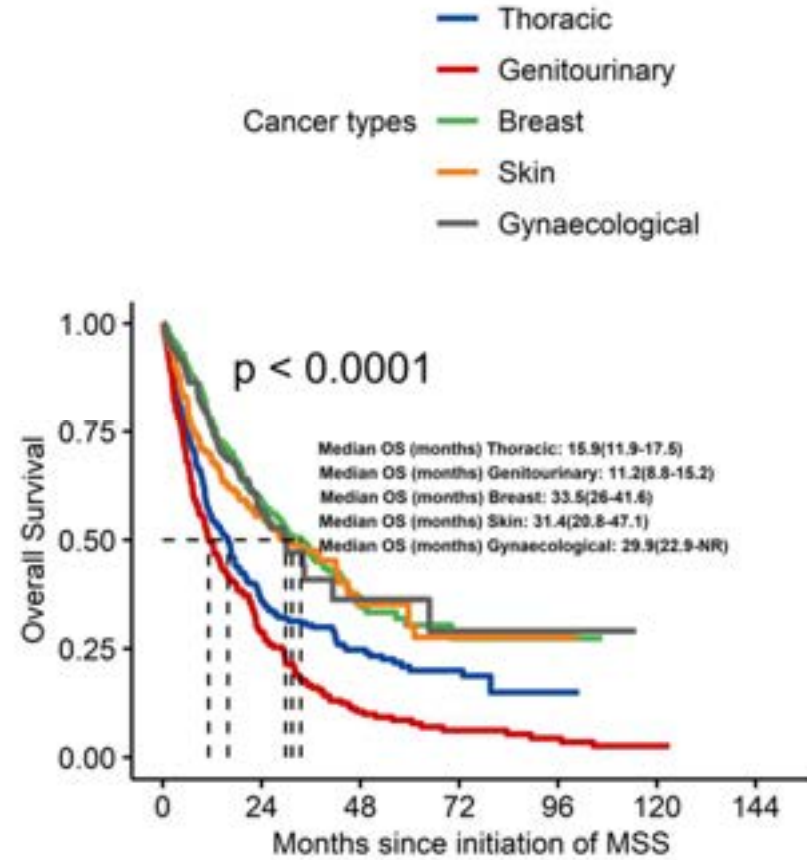 Thoracic
Genitourinary
Cancer types
Breast
Skin
Gynaecological
1.00
p < 0.0001
0.75
Median OS (months) Thoracic: 15.9(11.9-17.5)
Median OS (months) Genitourinary: 11.2(8.8-15.2)
Median OS (months) Breast: 33.5(26-41.6)
Median OS (months) Skin: 31.4(20.8-47.1)
0.50
Median OS (months) Gynaecological: 29.9(22.9-NR)
Overall Survival
0.25
0.00
0 24 48 72 96 120 144
Months since initiation of MSS